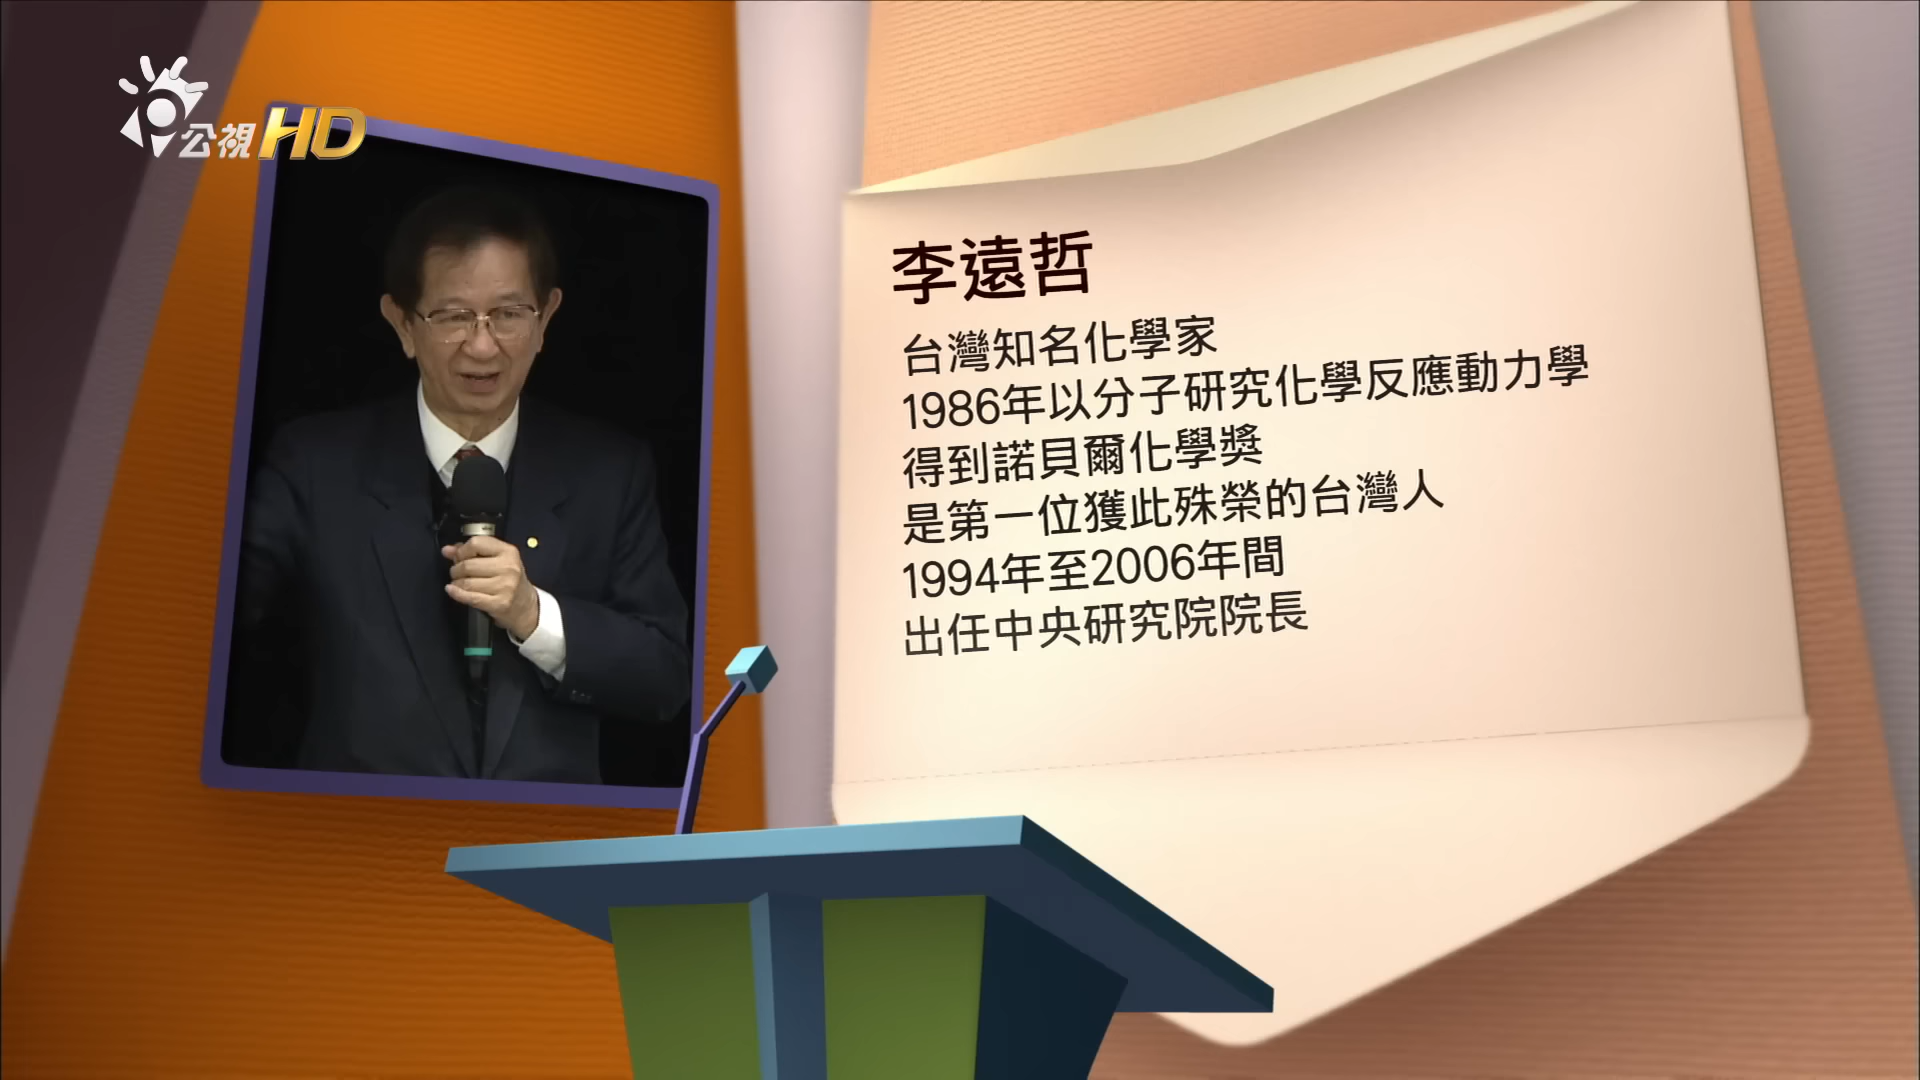 公視HD
李遠哲
台灣知名化學家
1986年以分子研究化學反應動力學
得到諾貝爾化學獎
是第一位獲此殊榮的台灣人
1994年至2006年間
出任中央研究院院長